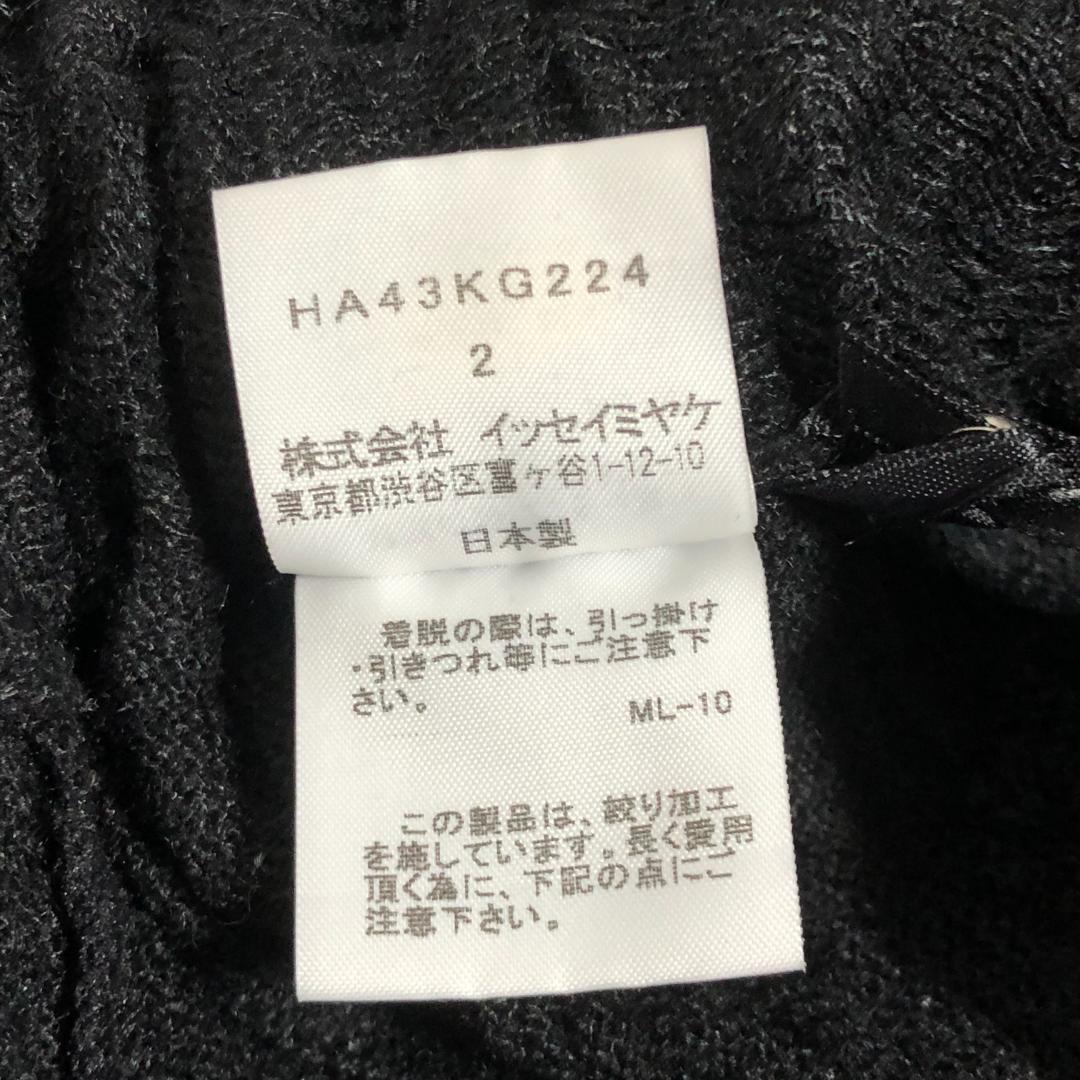 HA43KG224
2
株式会社 イッセイミヤケ
東京都渋谷区富ヶ谷1-12-10
日本製
着脱の際は、引っ掛け
・引きつれ等にご注意下
さい。
ML-10
この製品は、絞り加工
を施しています。長く愛用
頂く為に、下記の点にご
注意下さい。